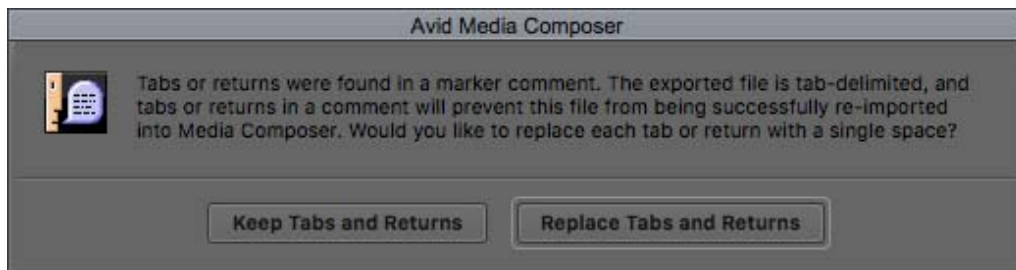 Avid Media Composer
Tabs or returns were found in a marker comment. The exported file is tab-delimited, and
tabs or returns in a comment will prevent this file from being successfully re-imported
into Media Composer. Would you like to replace each tab or return with a single space?
Keep Tabs and Returns
Replace Tabs and Returns